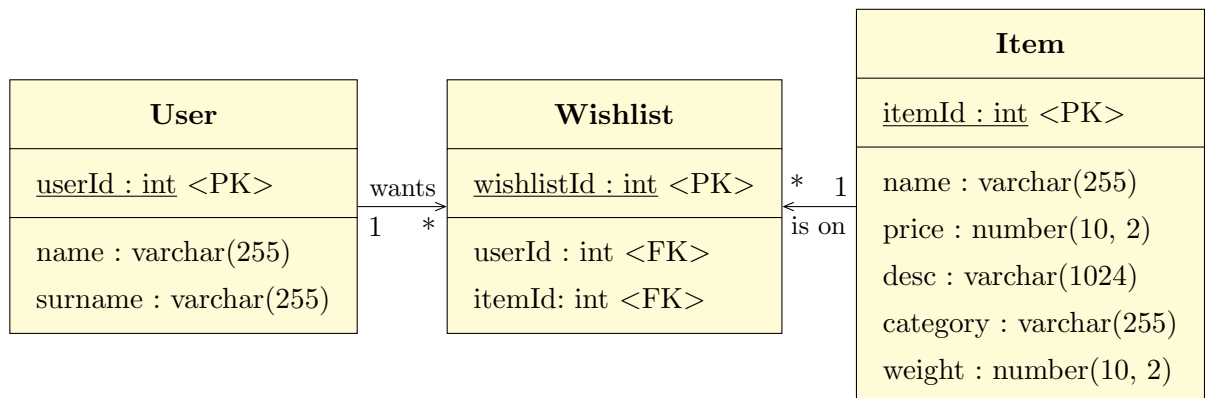 User
userId : int <PK>
name : varchar(255)
surname : varchar(255)
wants
1 *
Wishlist
wishlistId : int <PK>
userId : int <FK>
itemId: int <FK>
* 1
is on
Item
itemId : int <PK>
name : varchar(255)
price : number(10, 2)
desc : varchar(1024)
category : varchar(255)
weight : number(10, 2)